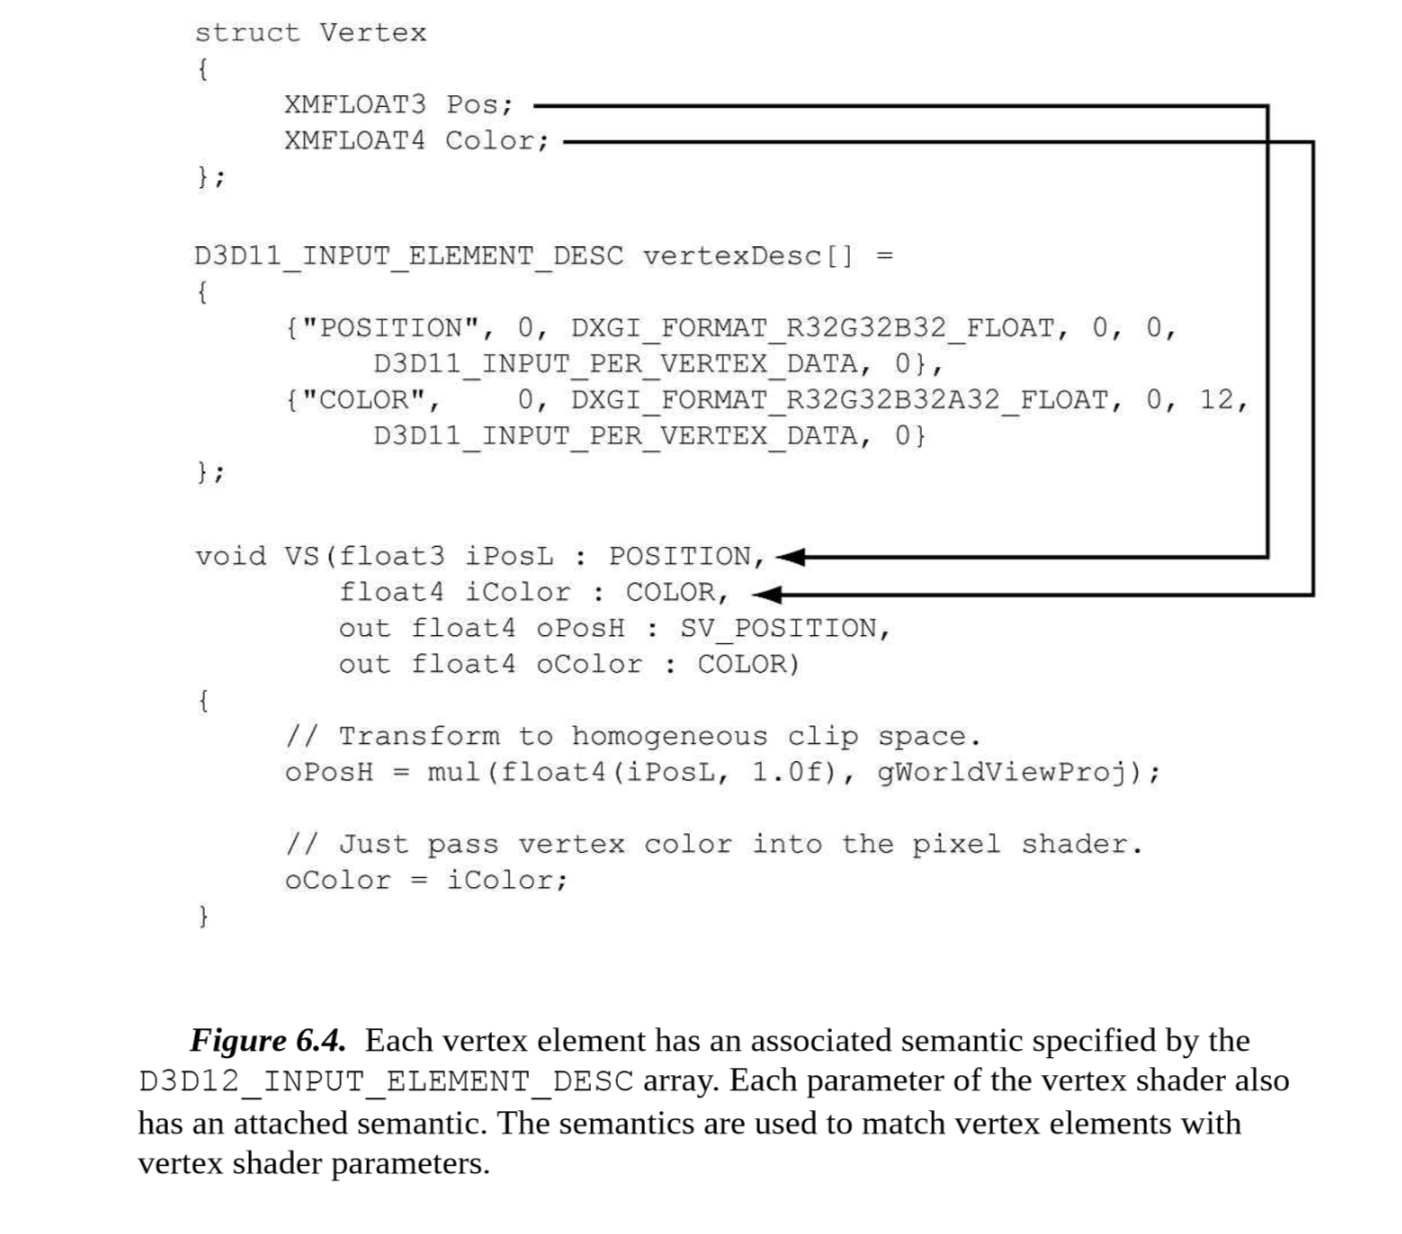 struct Vertex
{
     XMFLOAT3 Pos;
     XMFLOAT4 Color;
};

D3D11_INPUT_ELEMENT_DESC vertexDesc[] =
{
     {"POSITION", 0, DXGI_FORMAT_R32G32B32_FLOAT, 0, 0,
          D3D11_INPUT_PER_VERTEX_DATA, 0},
     {"COLOR",    0, DXGI_FORMAT_R32G32B32A32_FLOAT, 0, 12,
          D3D11_INPUT_PER_VERTEX_DATA, 0}
};

void VS(float3 iPosL : POSITION,
        float4 iColor : COLOR,
        out float4 oPosH : SV_POSITION,
        out float4 oColor : COLOR)
{
     // Transform to homogeneous clip space.
     oPosH = mul(float4(iPosL, 1.0f), gWorldViewProj);

     // Just pass vertex color into the pixel shader.
     oColor = iColor;
}

Figure 6.4. Each vertex element has an associated semantic specified by the
D3D12_INPUT_ELEMENT_DESC array. Each parameter of the vertex shader also
has an attached semantic. The semantics are used to match vertex elements with
vertex shader parameters.